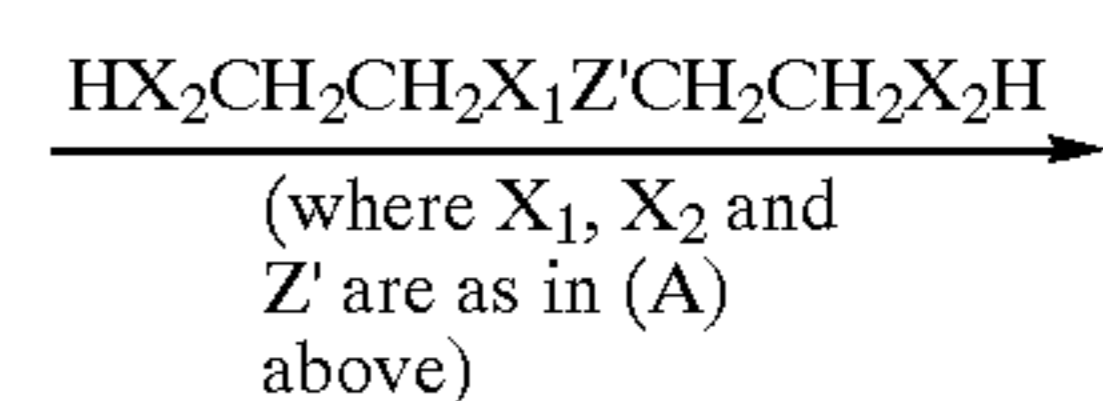 HX₂CH₂CH₂X₁Z'CH₂CH₂X₂H
(where X₁, X₂ and
Z' are as in (A)
above)